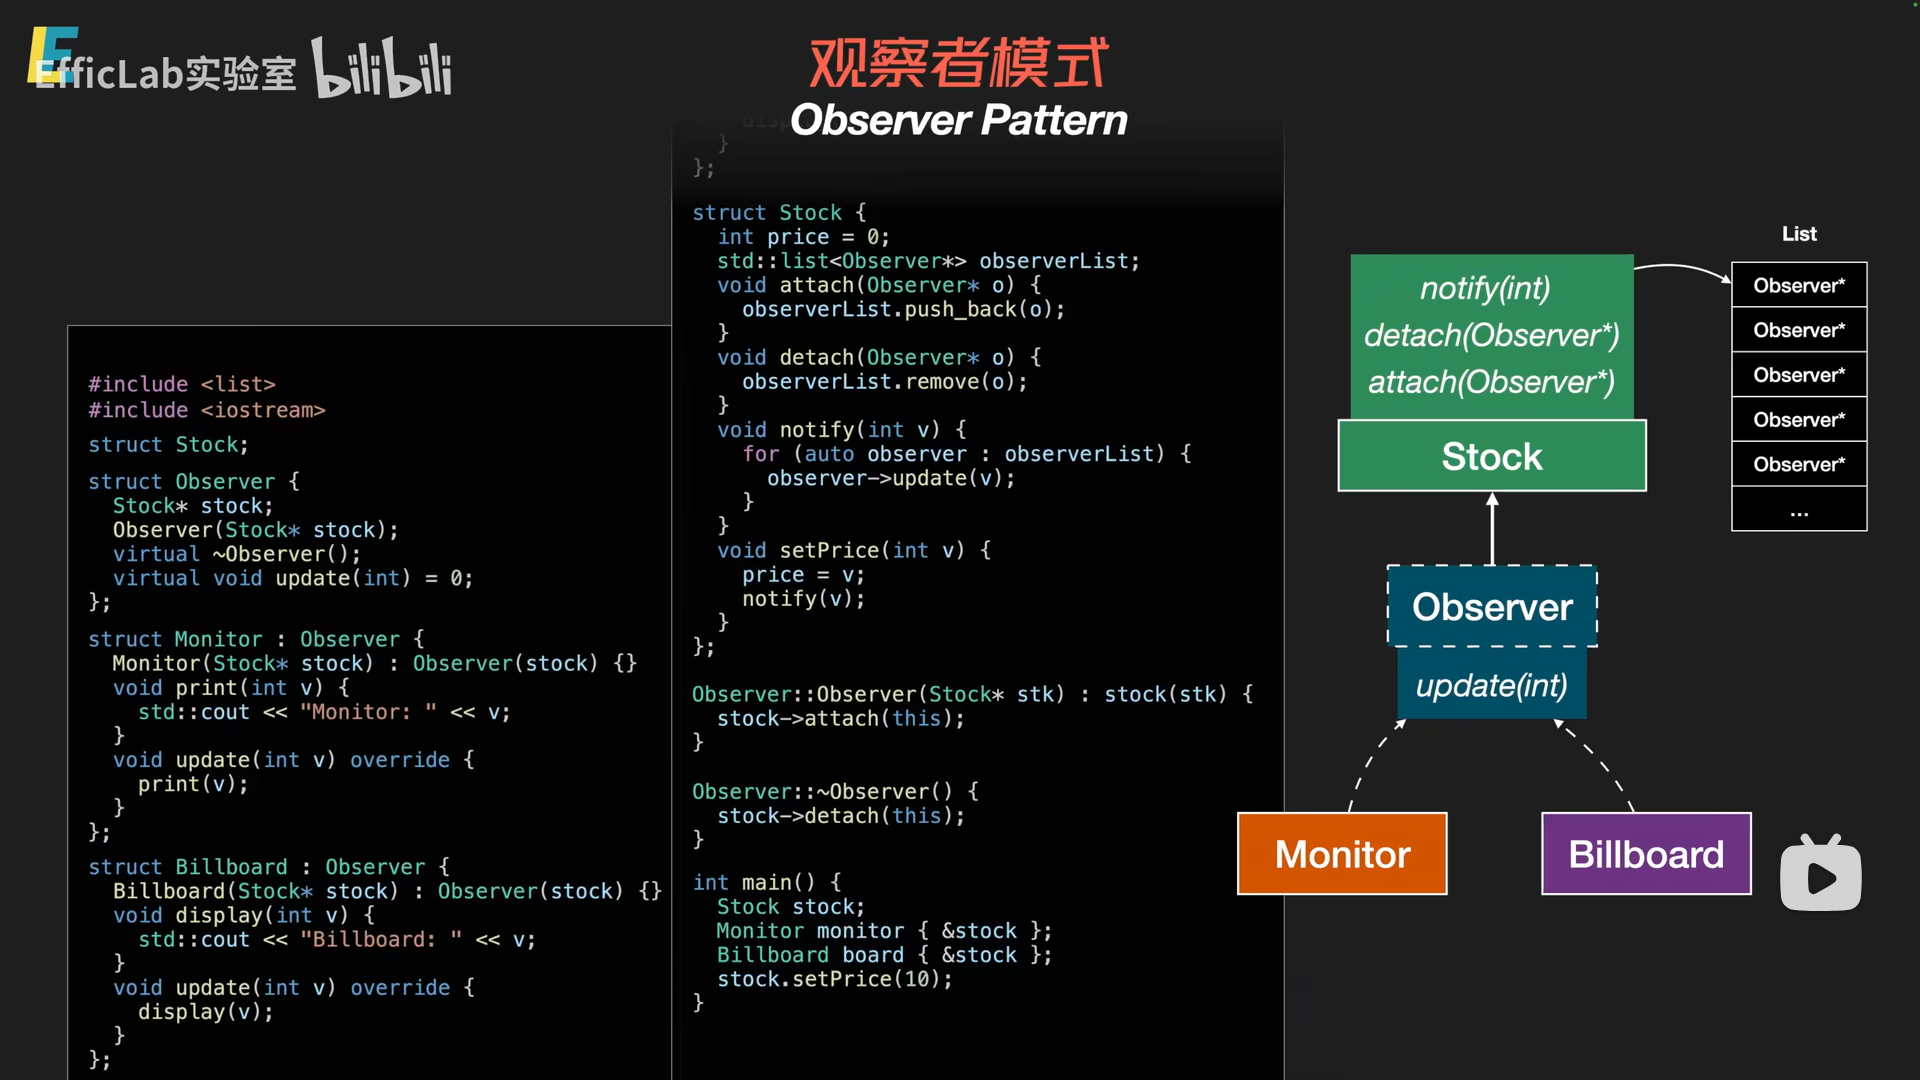 EfficLab实验室 bilibili
观察者模式
Observer Pattern
#include <list>
#include <iostream>
struct Stock;
struct Observer {
Stock* stock;
Observer(Stock* stock);
virtual ~Observer();
virtual void update(int) = 0;
};
struct Monitor : Observer {
Monitor(Stock* stock) : Observer(stock) {}
void print(int v) {
std::cout << "Monitor: " << v;
}
void update(int v) override {
print(v);
}
};
struct Billboard : Observer {
Billboard(Stock* stock) : Observer(stock) {}
void display(int v) {
std::cout << "Billboard: " << v;
}
void update(int v) override {
display(v);
}
};
}
};
struct Stock {
int price = 0;
std::list<Observer*> observerList;
void attach(Observer* o) {
observerList.push_back(o);
}
void detach(Observer* o) {
observerList.remove(o);
}
void notify(int v) {
for (auto observer : observerList) {
observer->update(v);
}
}
void setPrice(int v) {
price = v;
notify(v);
}
};
Observer::Observer(Stock* stk) : stock(stk) {
stock->attach(this);
}
Observer::~Observer() {
stock->detach(this);
}
int main() {
Stock stock;
Monitor monitor { &stock };
Billboard board { &stock };
stock.setPrice(10);
}
notify(int)
detach(Observer*)
attach(Observer*)
Stock
Observer
update(int)
Monitor
Billboard
List
Observer*
Observer*
Observer*
Observer*
Observer*
...